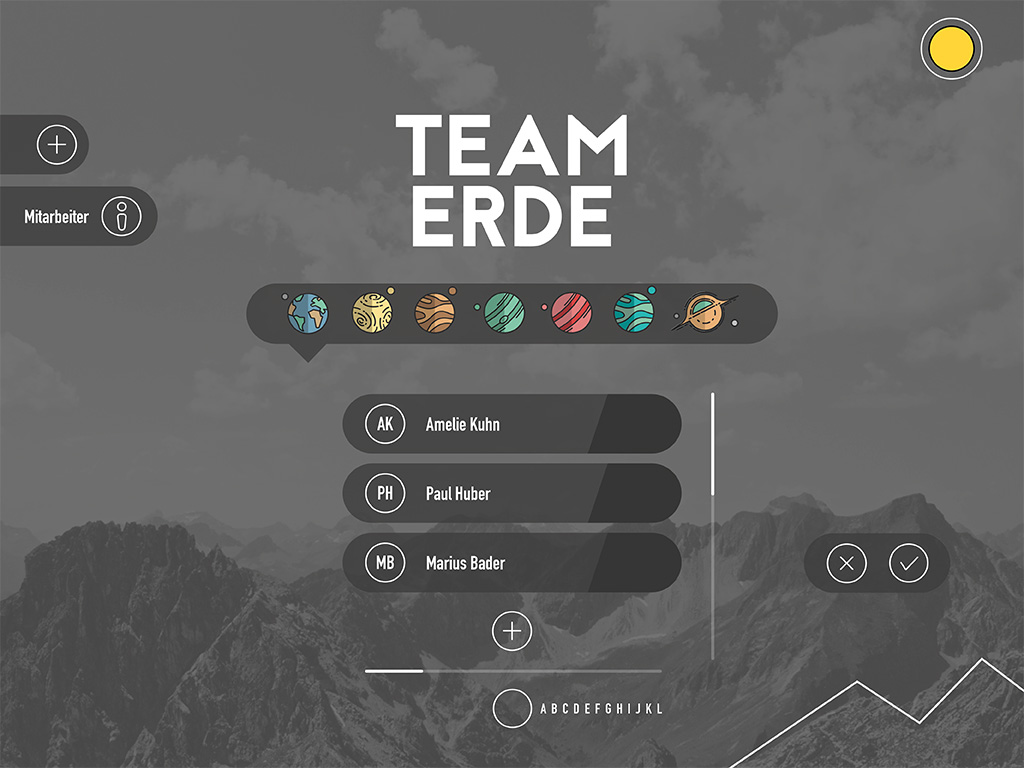 TEAM
ERDE
Mitarbeiter
AK Amelie Kuhn
PH Paul Huber
MB Marius Bader
A B C D E F G H I J K L